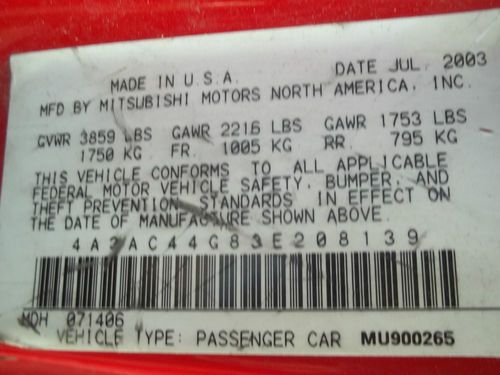 MADE IN U.S.A. DATE JUL. 2003
MFD BY MITSUBISHI MOTORS NORTH AMERICA, INC.
GVWR 3859 LBS GAWR 2216 LBS GAWR 1753 LBS
1750 KG FR. 1005 KG RR. 795 KG
THIS VEHICLE CONFORMS TO ALL APPLICABLE
FEDERAL MOTOR VEHICLE SAFETY, BUMPER, AND
THEFT PREVENTION STANDARDS IN EFFECT ON
THE DATE OF MANUFACTURE SHOWN ABOVE.
4A3AC44G83E208139
MDH 071406
VEHICLE TYPE: PASSENGER CAR MU900265